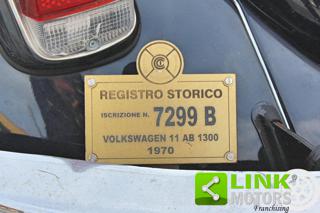 REGISTRO STORICO
ISCRIZIONE N. 7299 B
VOLKSWAGEN 11 AB 1300
1970
LINK
MOTORS
Franchising